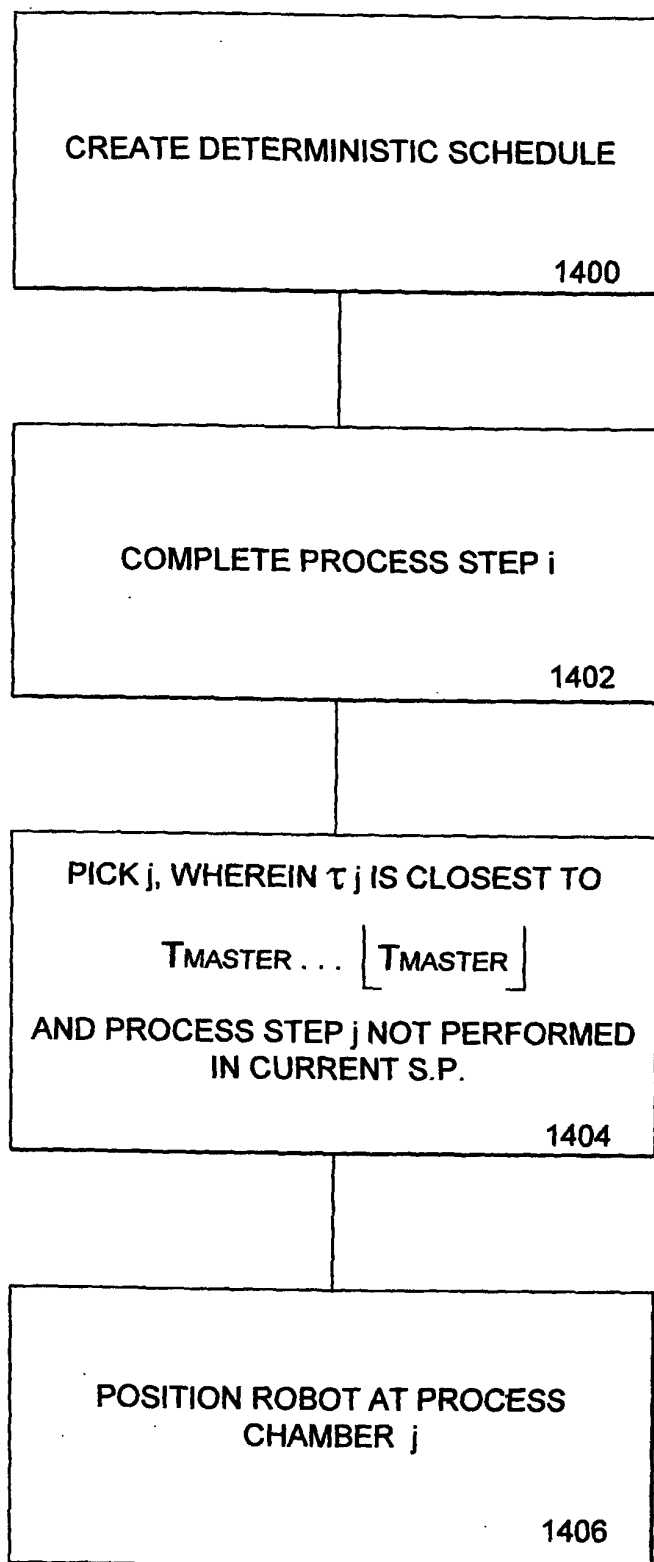 CREATE DETERMINISTIC SCHEDULE
1400
COMPLETE PROCESS STEP i
1402
PICK j, WHEREIN τ j IS CLOSEST TO
TMASTER . . . ⌊TMASTER⌋
AND PROCESS STEP j NOT PERFORMED
IN CURRENT S.P.
1404
POSITION ROBOT AT PROCESS
CHAMBER j
1406